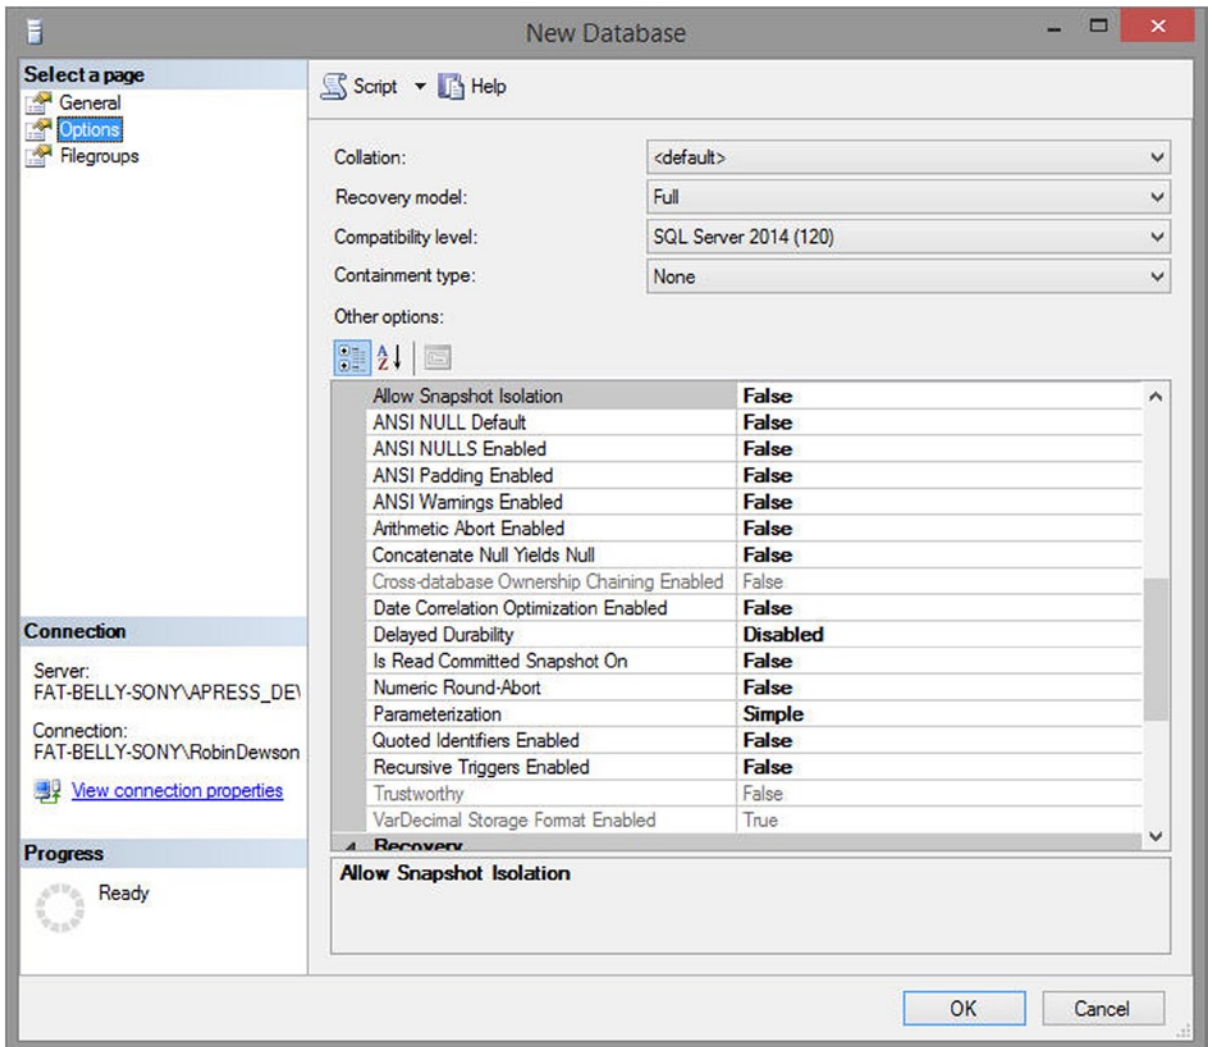 New Database
Select a page
General
Options
Filegroups
Script
Help
Collation: <default>
Recovery model: Full
Compatibility level: SQL Server 2014 (120)
Containment type: None
Other options:
Allow Snapshot Isolation False
ANSI NULL Default False
ANSI NULLS Enabled False
ANSI Padding Enabled False
ANSI Warnings Enabled False
Arithmetic Abort Enabled False
Concatenate Null Yields Null False
Cross-database Ownership Chaining Enabled False
Date Correlation Optimization Enabled False
Delayed Durability Disabled
Is Read Committed Snapshot On False
Numeric Round-Abort False
Parameterization Simple
Quoted Identifiers Enabled False
Recursive Triggers Enabled False
Trustworthy False
VarDecimal Storage Format Enabled True
Recovery
Allow Snapshot Isolation
Connection
Server:
FAT-BELLY-SONY\APRESS_DEV
Connection:
FAT-BELLY-SONY\RobinDewson
View connection properties
Progress
Ready
OK
Cancel